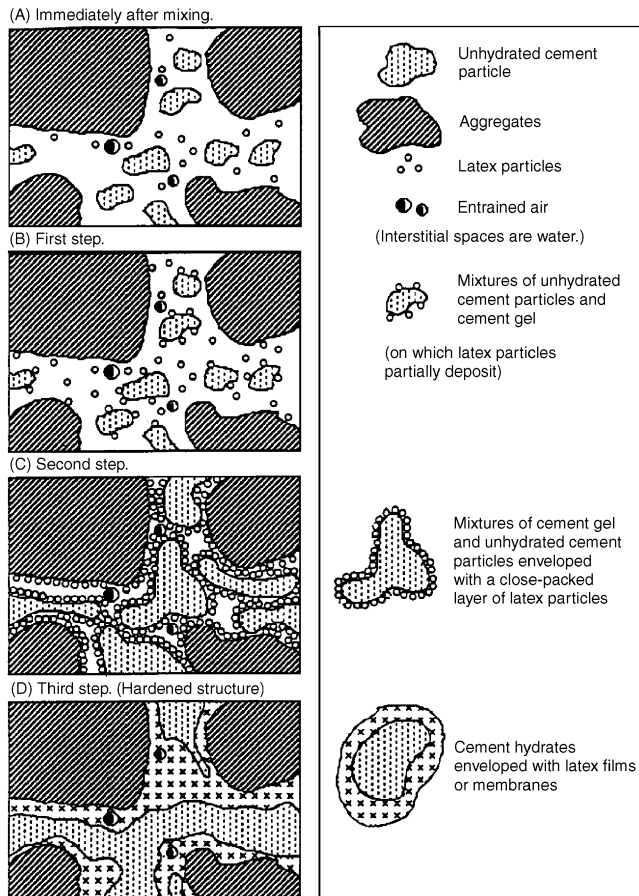 (A) Immediately after mixing.
Unhydrated cement
particle
Aggregates
Latex particles
Entrained air
(Interstitial spaces are water.)
(B) First step.
Mixtures of unhydrated
cement particles and
cement gel
(on which latex particles
partially deposit)
(C) Second step.
Mixtures of cement gel
and unhydrated cement
particles enveloped
with a close-packed
layer of latex particles
(D) Third step. (Hardened structure)
Cement hydrates
enveloped with latex films
or membranes